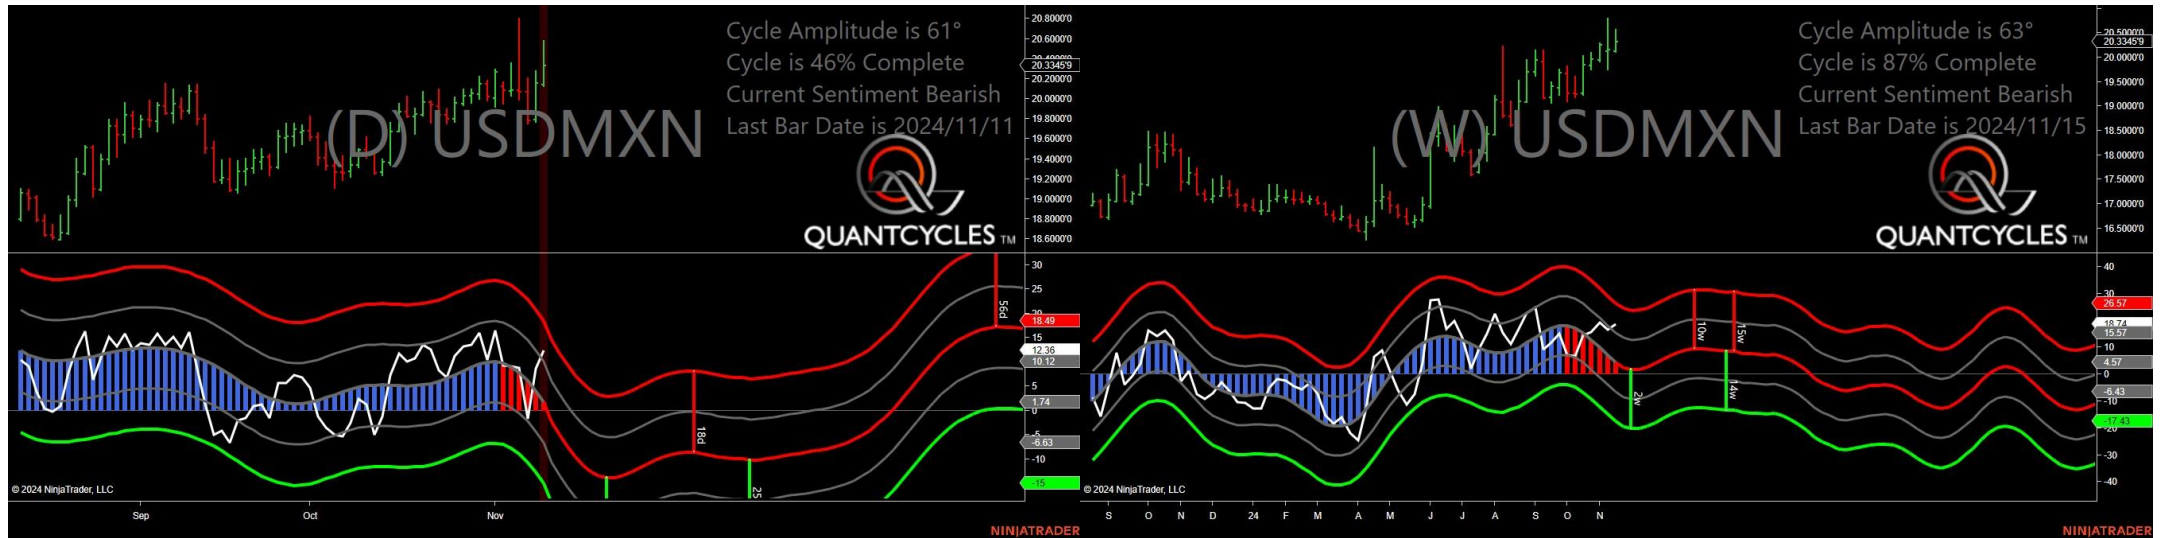 Cycle Amplitude is 61°
Cycle is 46% Complete
Current Sentiment Bearish
Last Bar Date is 2024/11/11
(D) USDMXN
QUANTCYCLES TM
20.8000'0
20.6000'0
20.3345'9
20.2000'0
20.0000'0
19.8000'0
19.6000'0
19.4000'0
19.2000'0
19.0000'0
18.8000'0
18.6000'0
30
25
18.49
15
12.36
10.12
5
1.74
0
-6.63
-10
-15
18d
25
56d
© 2024 NinjaTrader, LLC
Sep
Oct
Nov
NINJATRADER
Cycle Amplitude is 63°
Cycle is 87% Complete
Current Sentiment Bearish
Last Bar Date is 2024/11/15
(W) USDMXN
QUANTCYCLES TM
20.5000'0
20.3345'9
20.0000'0
19.5000'0
19.0000'0
18.5000'0
18.0000'0
17.5000'0
17.0000'0
16.5000'0
40
30
26.57
18.74
15.57
10
4.57
0
-6.43
-10
-17.43
-20
-30
-40
2w
10w
14w
15w
© 2024 NinjaTrader, LLC
S O N D 24 F M A M J J A S O N
NINJATRADER